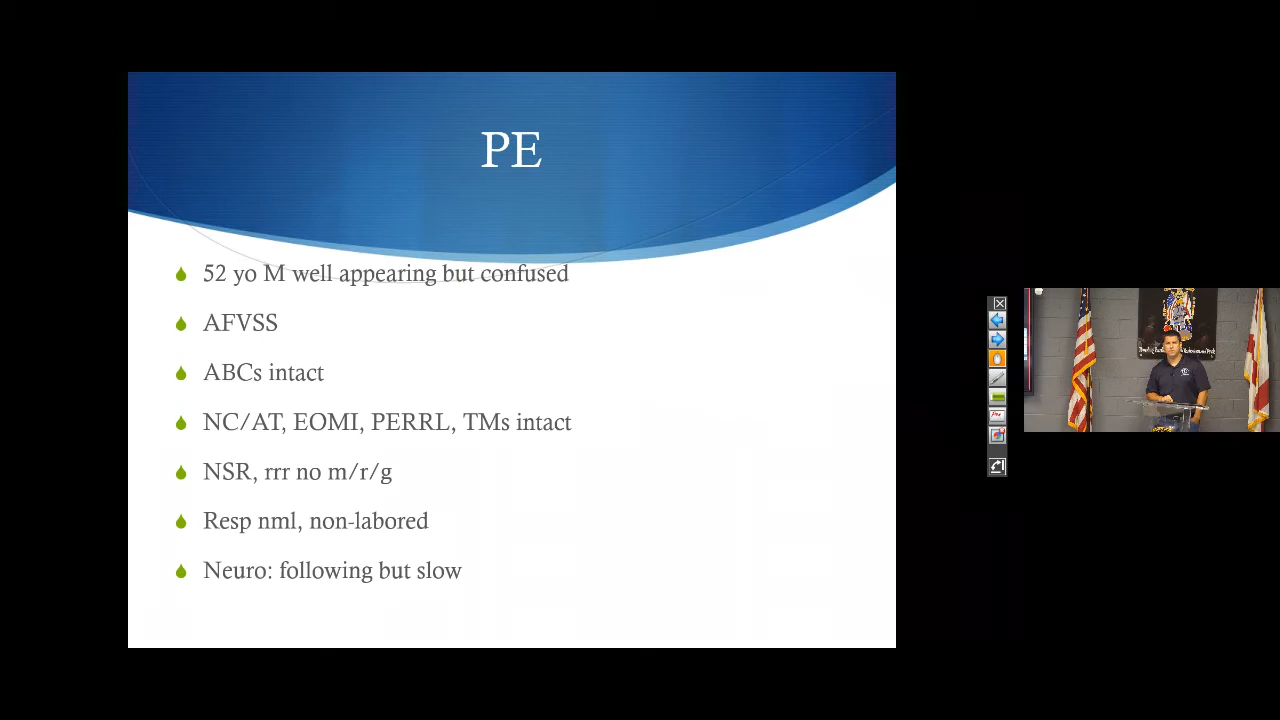 PE
52 yo M well appearing but confused
AFVSS
ABCs intact
NC/AT, EOMI, PERRL, TMs intact
NSR, rrr no m/r/g
Resp nml, non-labored
Neuro: following but slow